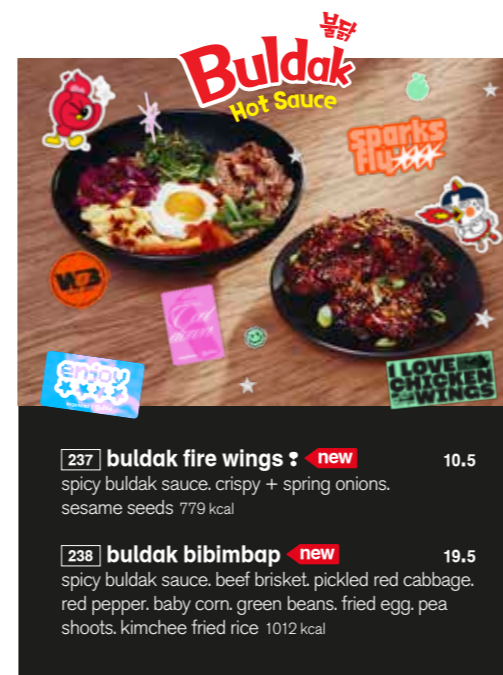 불닭
Buldak
Hot Sauce
sparks
fly
W7B
enjoy
I LOVE
CHICKEN
WINGS
237 buldak fire wings new 10.5
spicy buldak sauce. crispy + spring onions.
sesame seeds 779 kcal
238 buldak bibimbap new 19.5
spicy buldak sauce. beef brisket. pickled red cabbage.
red pepper. baby corn. green beans. fried egg. pea
shoots. kimchee fried rice 1012 kcal